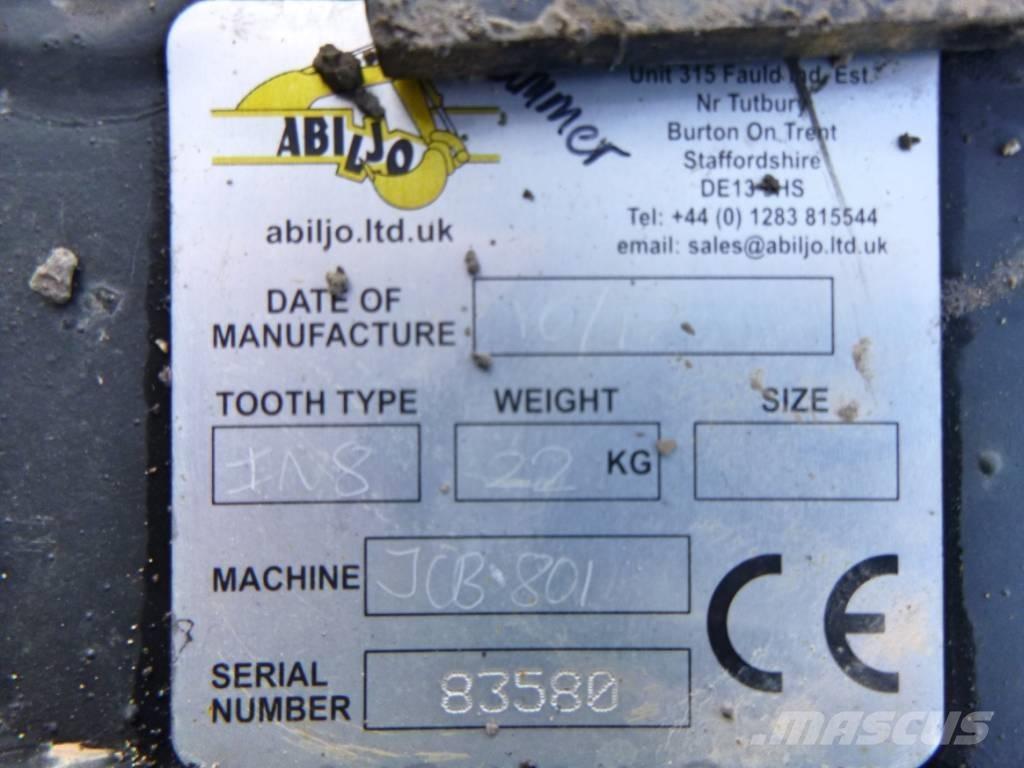 ABILJO
abiljo.ltd.uk
Unit 315 Fauld Ind. Est.
Nr Tutbury
Burton On Trent
Staffordshire
Tel: +44 (0) 1283 815544
email: sales@abiljo.ltd.uk
DATE OF
MANUFACTURE
TOOTH TYPE
WEIGHT
SIZE
IN8
22 KG
MACHINE
JCB 801
CE
SERIAL
NUMBER
83580
MASCUS